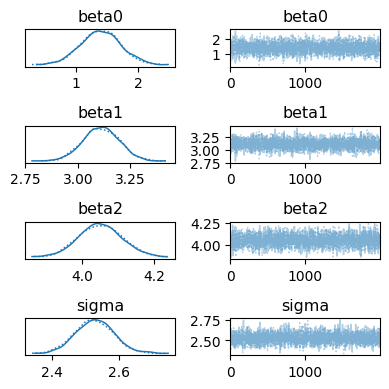 beta0 beta0
2
1
1 2 0 1000
beta1 beta1
3.25
3.00
2.75
2.75 3.00 3.25 0 1000
beta2 beta2
4.25
4.00
4.0 4.2 0 1000
sigma sigma
2.75
2.50
2.4 2.6 0 1000